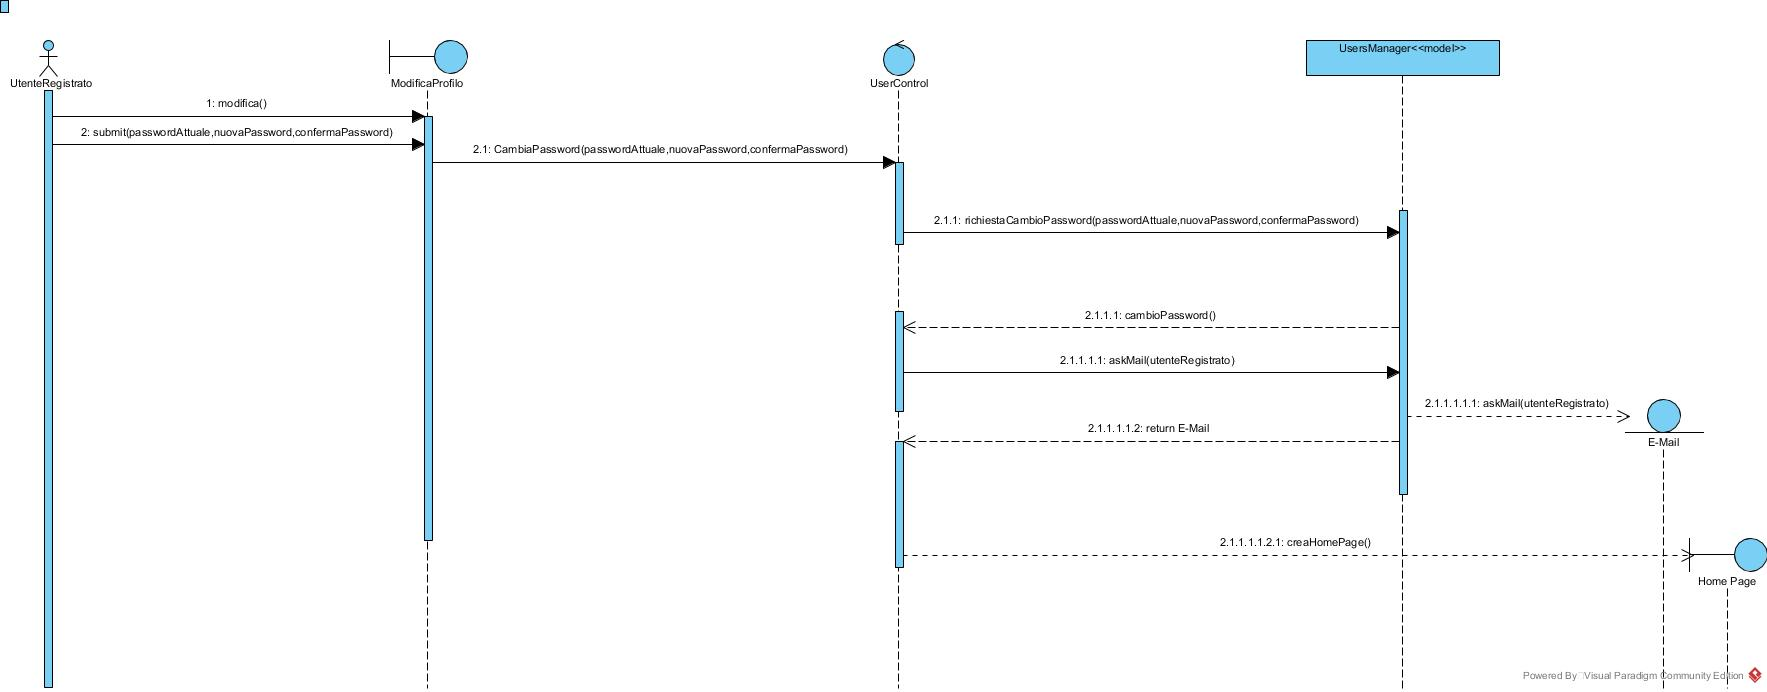 UsersManager<<model>>
UtenteRegistrato
ModificaProfilo
UserControl
1: modifica()
2: submit(passwordAttuale,nuovaPassword,confermaPassword)
2.1: CambiaPassword(passwordAttuale,nuovaPassword,confermaPassword)
2.1.1: richiestaCambioPassword(passwordAttuale,nuovaPassword,confermaPassword)
2.1.1.1: cambioPassword()
2.1.1.1.1: askMail(utenteRegistrato)
2.1.1.1.1.1: askMail(utenteRegistrato)
2.1.1.1.1.2: return E-Mail
E-Mail
2.1.1.1.1.2.1: creaHomePage()
Home Page
Powered By Visual Paradigm Community Edition